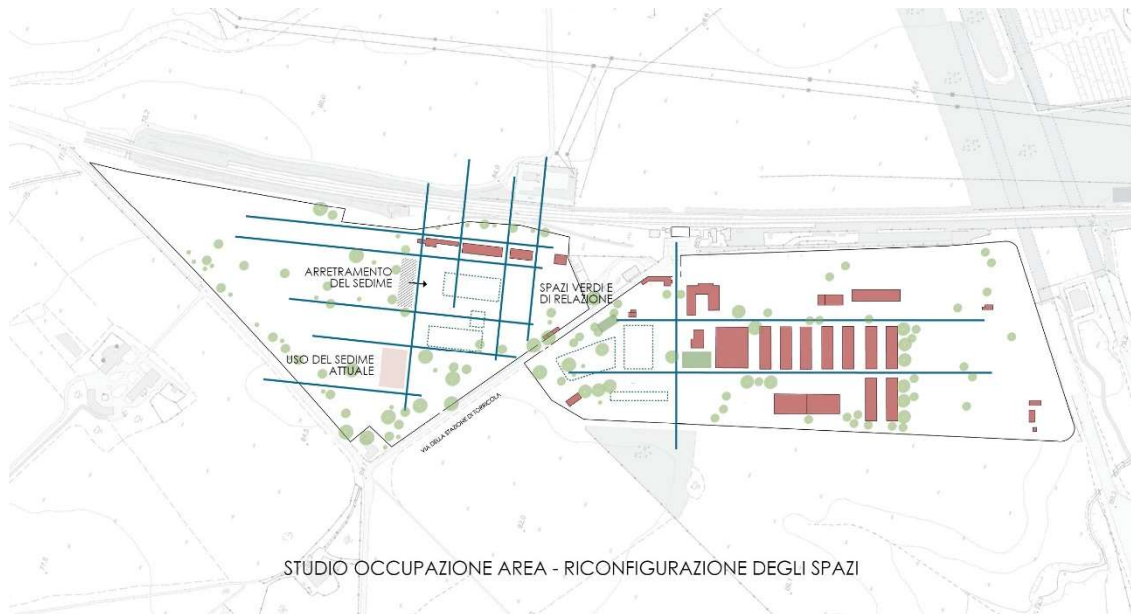 ARRETRAMENTO
DEL SEDIME
SPAZI VERDI E
DI RELAZIONE
USO DEL SEDIME
ATTUALE
VIA DELLA STAZIONE DI TORRICOLA
STUDIO OCCUPAZIONE AREA - RICONFIGURAZIONE DEGLI SPAZI